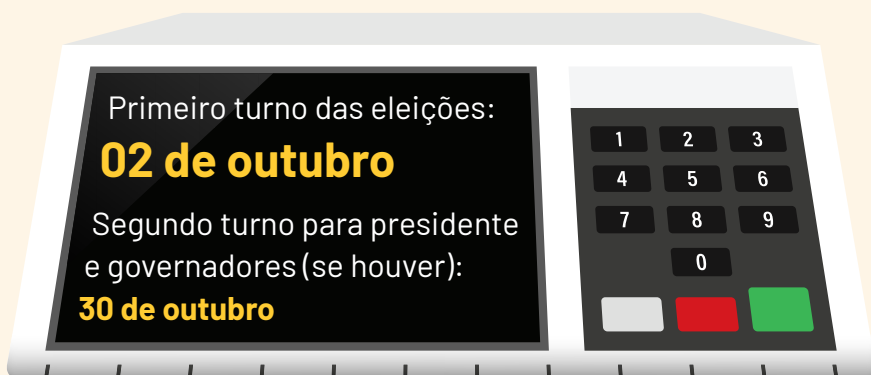 Primeiro turno das eleições:
02 de outubro
Segundo turno para presidente
e governadores (se houver):
30 de outubro
1 2 3
4 5 6
7 8 9
0